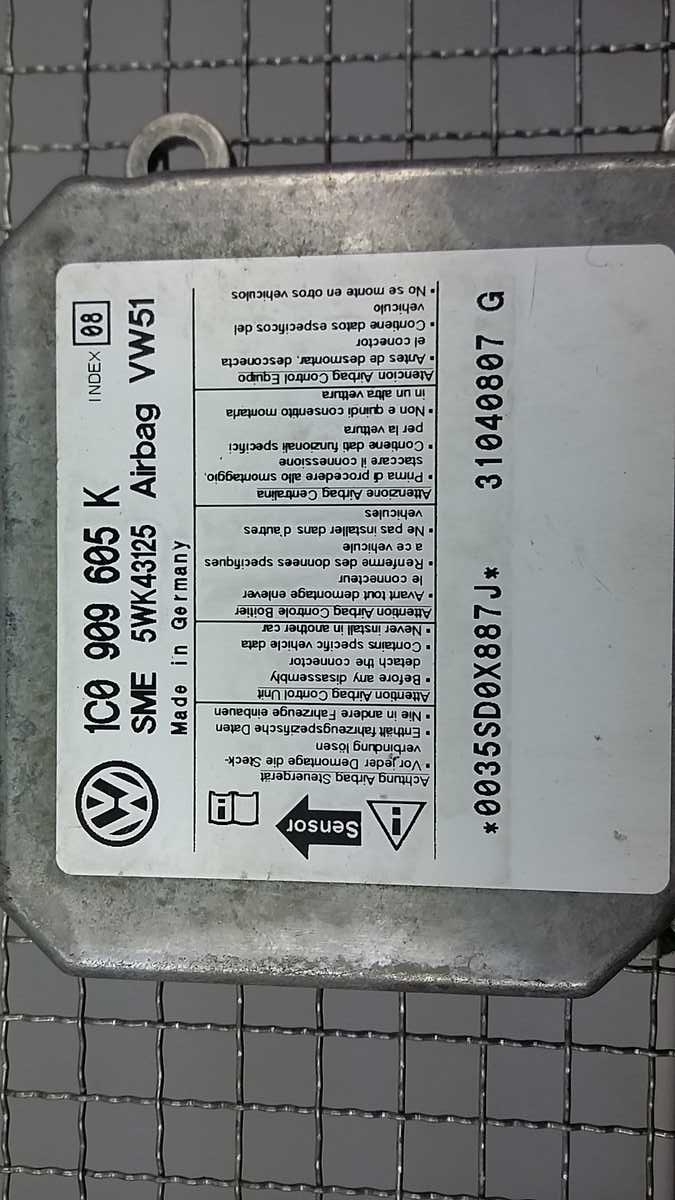 1C0 909 605 K INDEX 08
SME 5WK43125 Airbag VW51
Made in Germany
Sensor
Achtung Airbag Steuergerät
• Vor jeder Demontage die Steck-
verbindung lösen
• Enthält fahrzeugspezifische Daten
• Nie in andere Fahrzeuge einbauen
Attention Airbag Control Unit
• Before any disassembly
detach the connector
• Contains specific vehicle data
• Never install in another car
Attention Airbag Controle Boitier
• Avant tout demontage enlever
le connecteur
• Renferme des donnees specifiques
a ce vehicule
• Ne pas installer dans d'autres
vehicules
Attenzione Airbag Centralina
• Prima di procedere allo smontaggio,
staccare il connessione
• Contiene dati funzionali specifici
per la vettura
• Non e quindi consentito montarla
in un altra vettura
Atencion Airbag Control Equipo
• Antes de desmontar, desconecta
el conector
• Contiene datos especificos del
vehiculo
• No se monte en otros vehiculos
*0035SD0X887J* 31040807 G